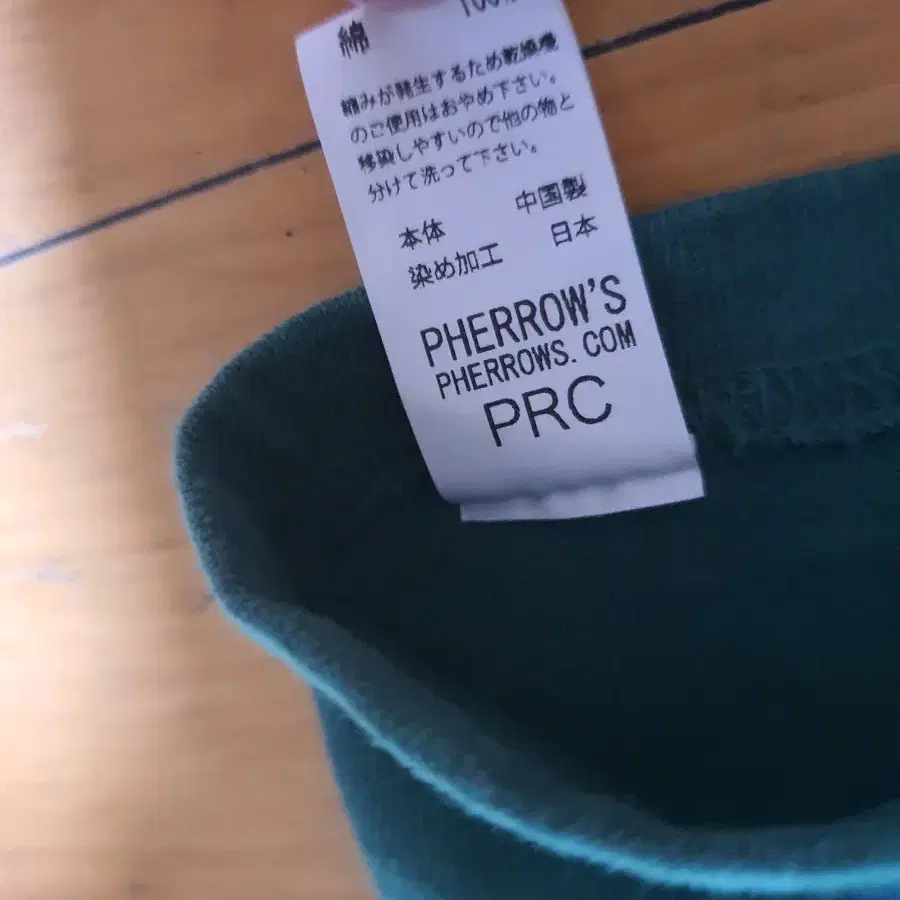 綿 100%
縮みが発生するため乾燥機
のご使用はおやめ下さい。
移染しやすいので他の物と
分けて洗って下さい。
本体 中国製
染め加工 日本
PHERROW'S
PHERROWS.COM
PRC